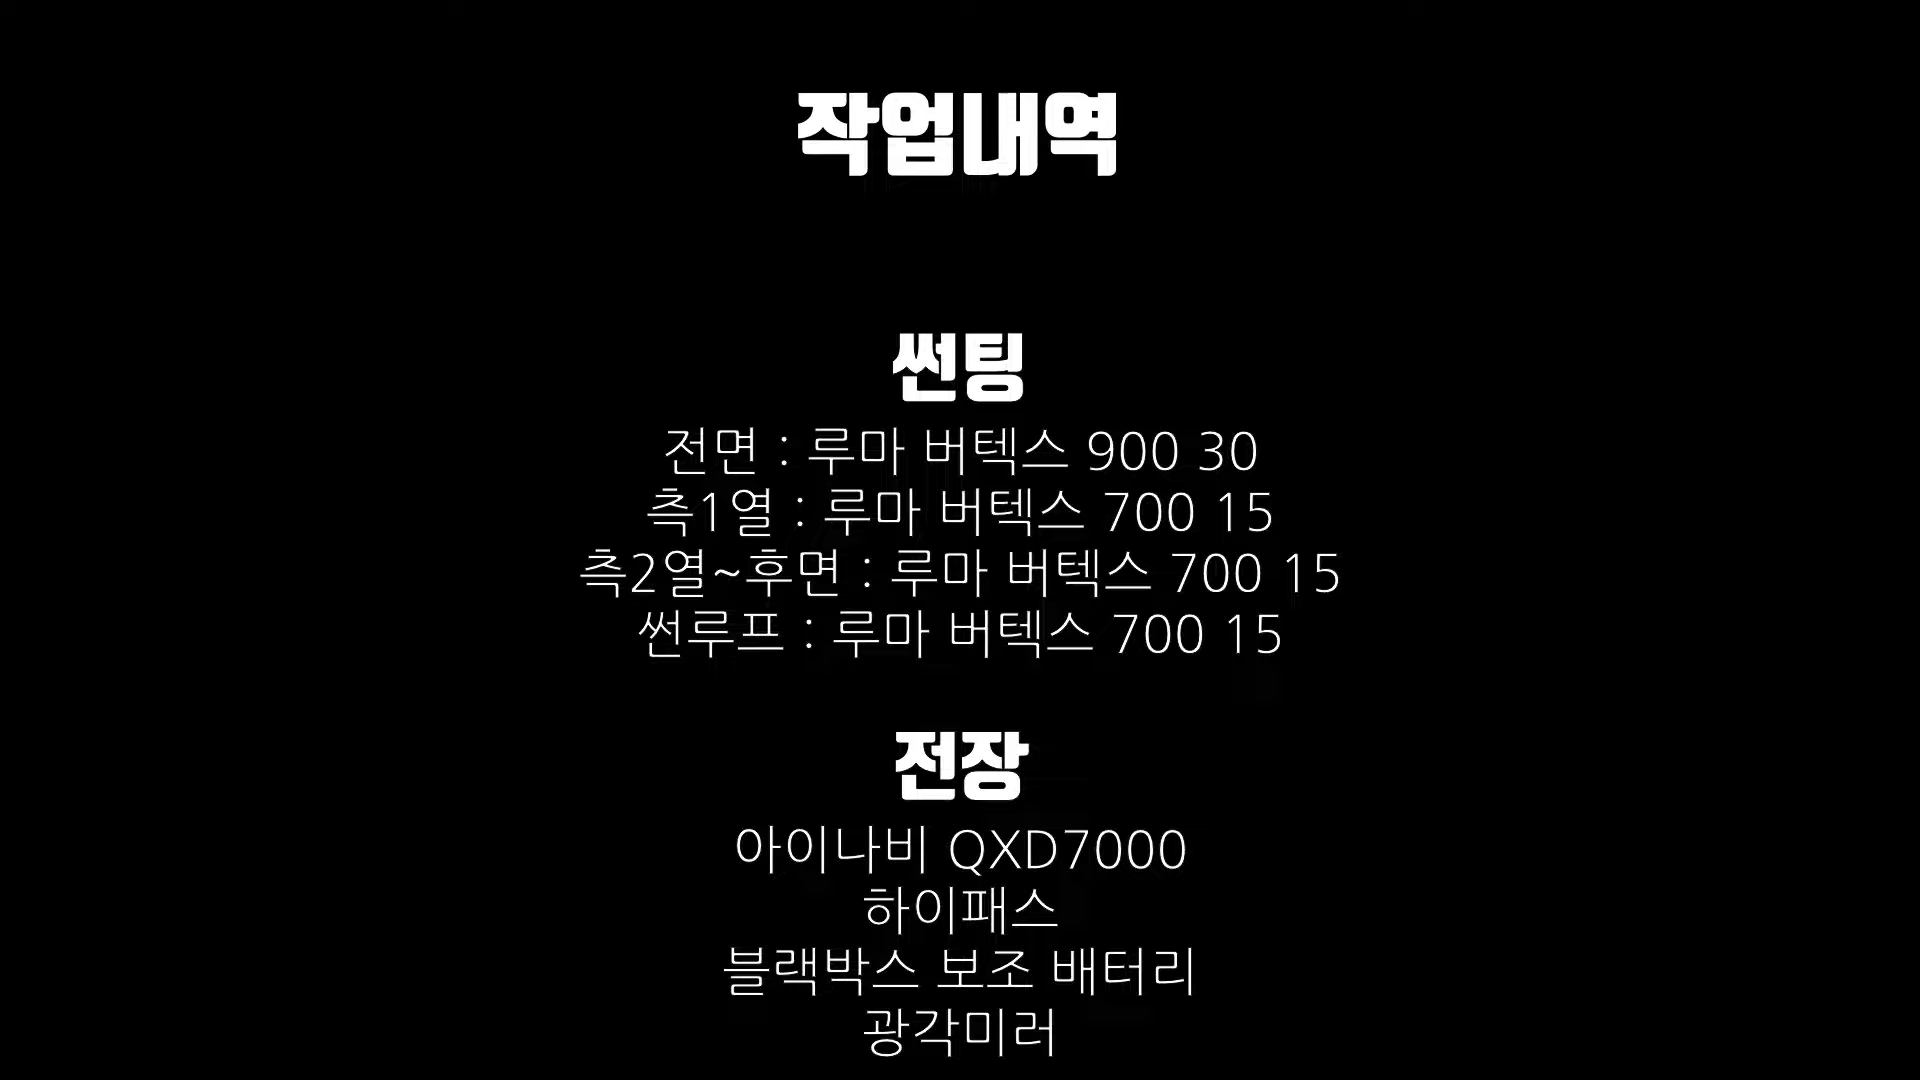 작업내역
썬팅
전면 : 루마 버텍스 900 30
측1열 : 루마 버텍스 700 15
측2열~후면 : 루마 버텍스 700 15
썬루프 : 루마 버텍스 700 15
전장
아이나비 QXD7000
하이패스
블랙박스 보조 배터리
광각미러